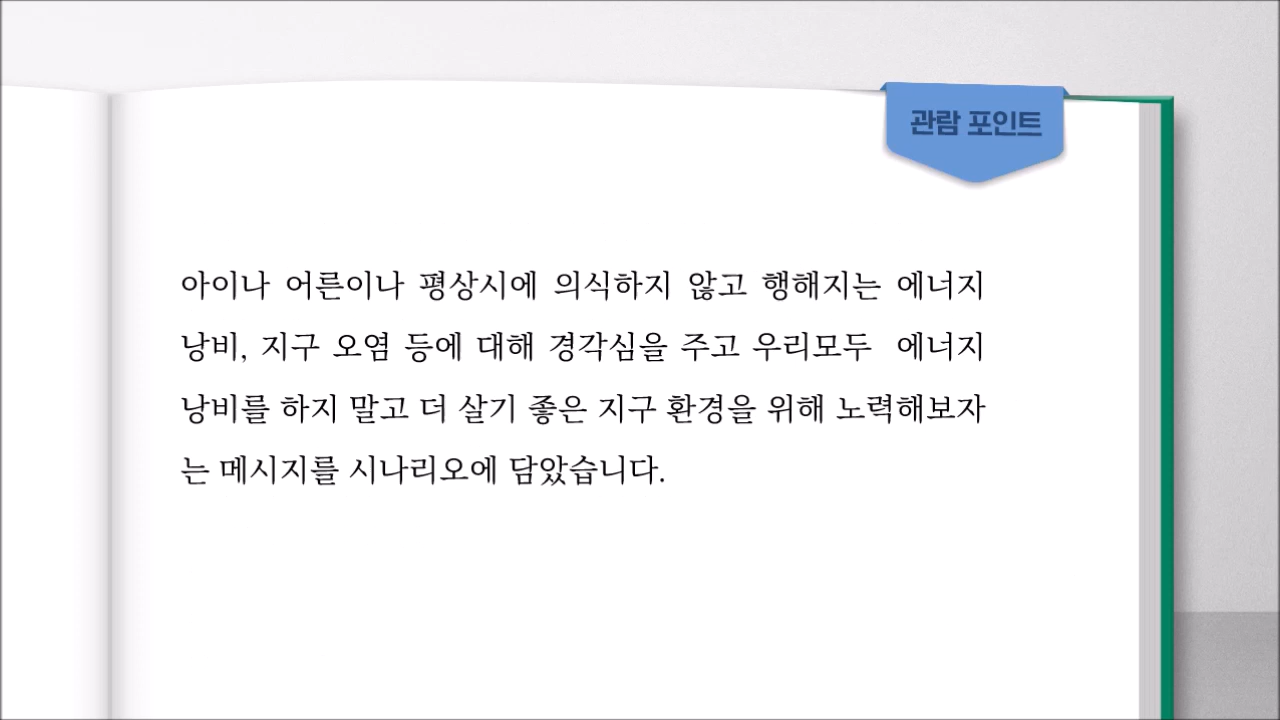 관람 포인트
아이나 어른이나 평상시에 의식하지 않고 행해지는 에너지
낭비, 지구 오염 등에 대해 경각심을 주고 우리모두 에너지
낭비를 하지 말고 더 살기 좋은 지구 환경을 위해 노력해보자
는 메시지를 시나리오에 담았습니다.